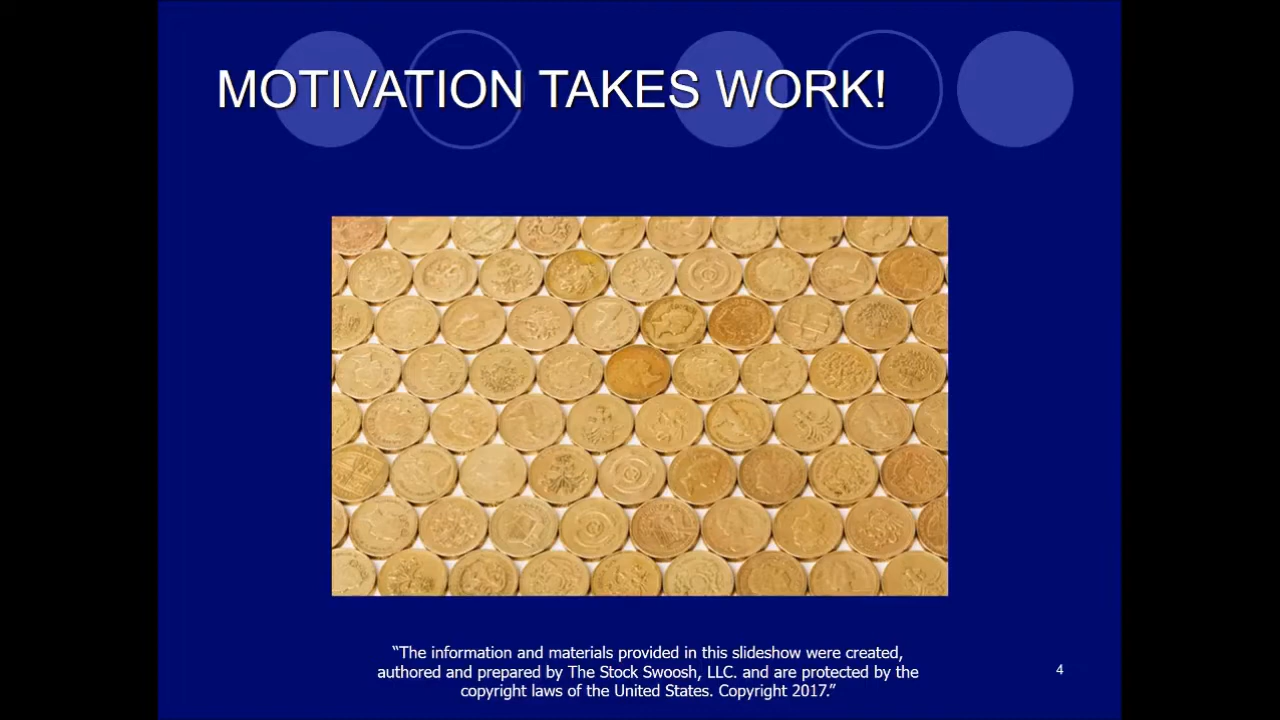 MOTIVATION TAKES WORK!
“The information and materials provided in this slideshow were created,
authored and prepared by The Stock Swoosh, LLC. and are protected by the
copyright laws of the United States. Copyright 2017.”
4